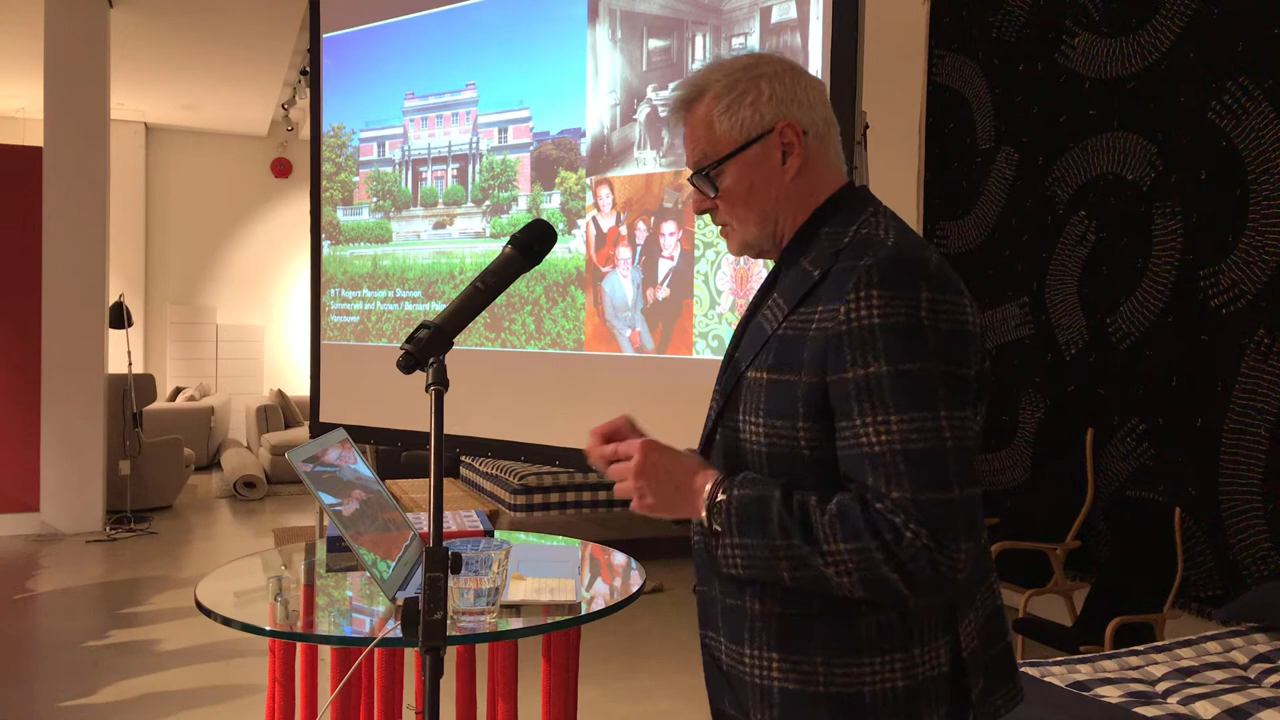 BT Rogers Mansion at Shannon
Somervell and Putnam / Bernard Palm
Vancouver